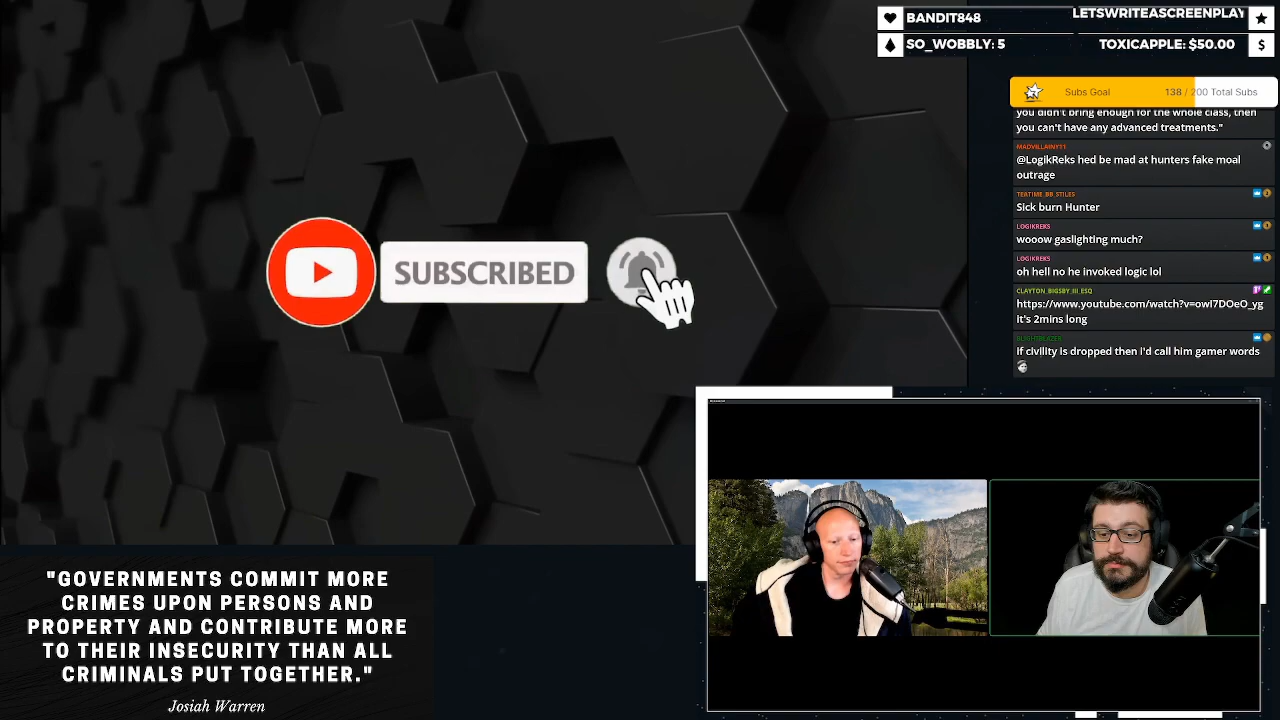 BANDIT848
LETSWRITEASCREENPLAY
SO_WOBBLY: 5
TOXICAPPLE: $50.00
Subs Goal
138 / 200 Total Subs
you didn't bring enough for the whole class, then
you can't have any advanced treatments."
MADVILLAINY11
@LogikReks hed be mad at hunters fake moal
outrage
TEATIME_BB_STILES
Sick burn Hunter
LOGIKREKS
wooow gaslighting much?
LOGIKREKS
oh hell no he invoked logic lol
CLAYTON_BIGSBY_III_ESQ
https://www.youtube.com/watch?v=owI7DOeO_yg
It's 2mins long
if civility is dropped then I'd call him gamer words
SUBSCRIBED
"GOVERNMENTS COMMIT MORE
CRIMES UPON PERSONS AND
PROPERTY AND CONTRIBUTE MORE
TO THEIR INSECURITY THAN ALL
CRIMINALS PUT TOGETHER."
Josiah Warren